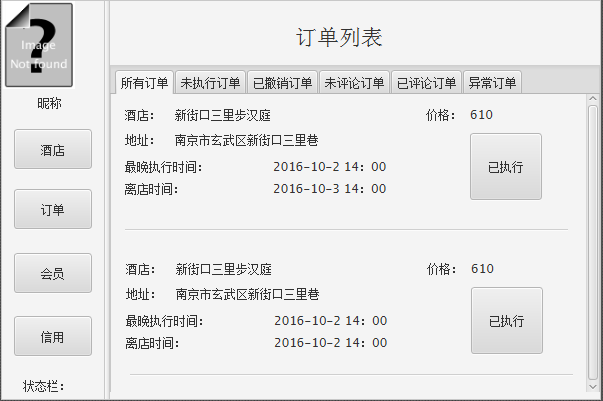 Image
Not found
昵称
酒店
订单
会员
信用
状态栏：
订单列表
所有订单 未执行订单 已撤销订单 未评论订单 已评论订单 异常订单
酒店： 新街口三里步汉庭 价格： 610
地址： 南京市玄武区新街口三里巷
最晚执行时间： 2016-10-2 14：00
离店时间： 2016-10-3 14：00
已执行
酒店： 新街口三里步汉庭 价格： 610
地址： 南京市玄武区新街口三里巷
最晚执行时间： 2016-10-2 14：00
离店时间： 2016-10-2 14：00
已执行